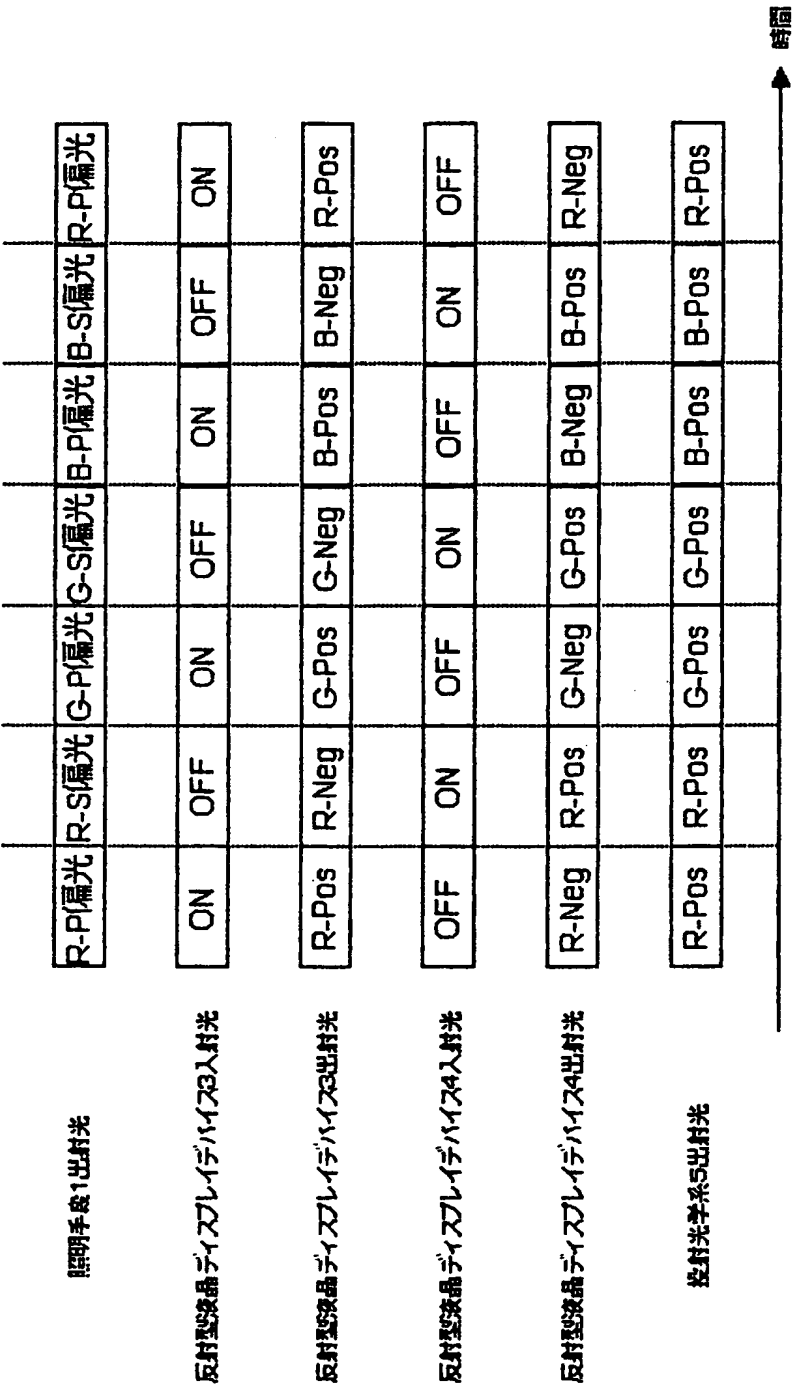 照明手段1出射光 R-P偏光 R-S偏光 G-P偏光 G-S偏光 B-P偏光 B-S偏光 R-P偏光
反射型液晶ディスプレイデバイス3入射光 ON OFF ON OFF ON OFF ON
反射型液晶ディスプレイデバイス3出射光 R-Pos R-Neg G-Pos G-Neg B-Pos B-Neg R-Pos
反射型液晶ディスプレイデバイス4入射光 OFF ON OFF ON OFF ON OFF
反射型液晶ディスプレイデバイス4出射光 R-Neg R-Pos G-Neg G-Pos B-Neg B-Pos R-Neg
投射光学系5出射光 R-Pos R-Pos G-Pos G-Pos B-Pos B-Pos R-Pos
時間